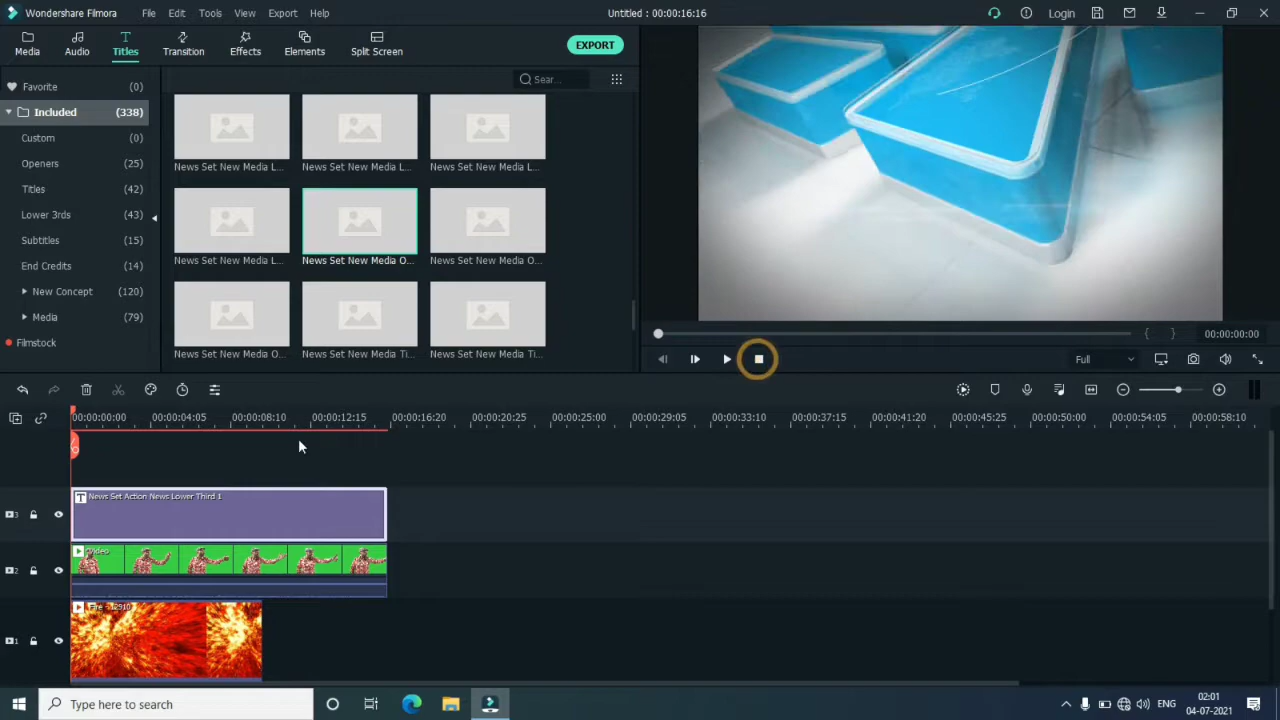 Wondershare Filmora
File
Edit
Tools
View
Export
Help
Untitled : 00:00:16:16
Login
Media
Audio
Titles
Transition
Effects
Elements
Split Screen
EXPORT
Favorite (0)
Included (338)
Custom (0)
Openers (25)
Titles (42)
Lower 3rds (43)
Subtitles (15)
End Credits (14)
New Concept (120)
Media (79)
Filmstock
Sear...
News Set New Media L...
News Set New Media L...
News Set New Media L...
News Set New Media L...
News Set New Media O...
News Set New Media O...
News Set New Media O...
News Set New Media Ti...
News Set New Media Ti...
{ }
00:00:00:00
Full
00:00:00:00
00:00:04:05
00:00:08:10
00:00:12:15
00:00:16:20
00:00:20:25
00:00:25:00
00:00:29:05
00:00:33:10
00:00:37:15
00:00:41:20
00:00:45:25
00:00:50:00
00:00:54:05
00:00:58:10
3
T News Set Action News Lower Third 1
2
Video
1
Type here to search
ENG
02:01
04-07-2021